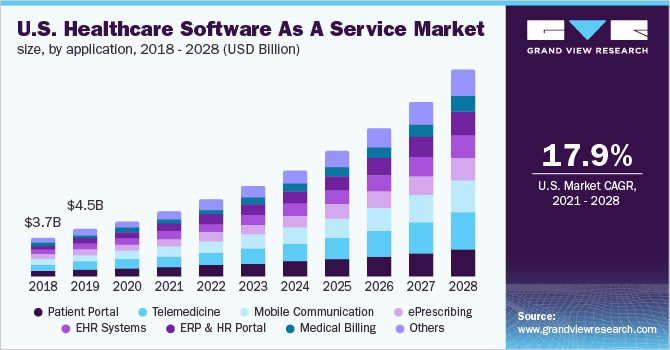 U.S. Healthcare Software As A Service Market
size, by application, 2018 - 2028 (USD Billion)
$3.7B
$4.5B
2018 2019 2020 2021 2022 2023 2024 2025 2026 2027 2028
Patient Portal Telemedicine Mobile Communication ePrescribing
EHR Systems ERP & HR Portal Medical Billing Others
GRAND VIEW RESEARCH
17.9%
U.S. Market CAGR,
2021 - 2028
Source:
www.grandviewresearch.com